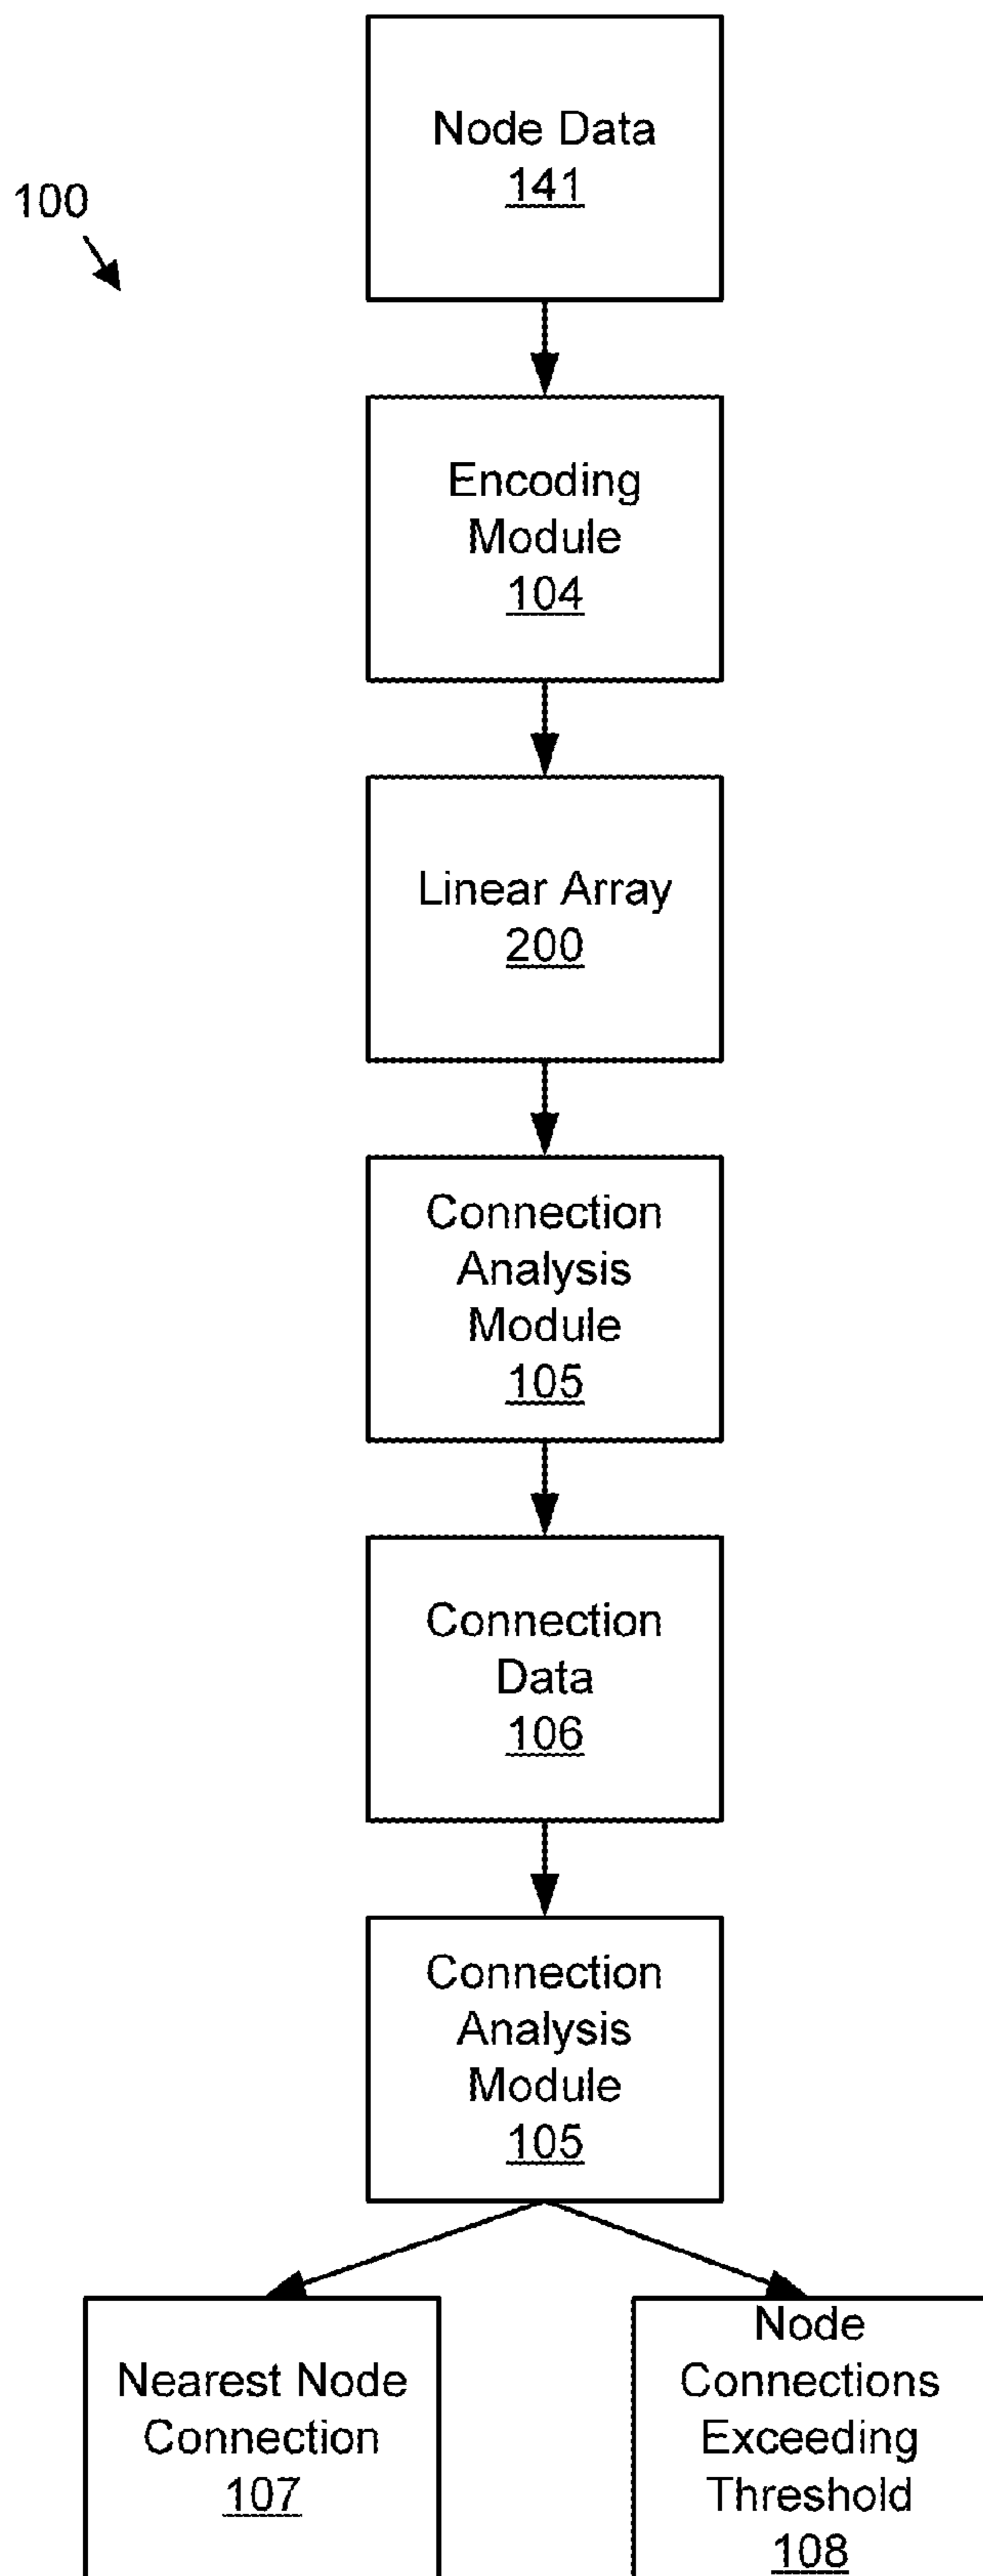 100
Node Data
141
Encoding
Module
104
Linear Array
200
Connection
Analysis
Module
105
Connection
Data
106
Connection
Analysis
Module
105
Nearest Node
Connection
107
Node
Connections
Exceeding
Threshold
108